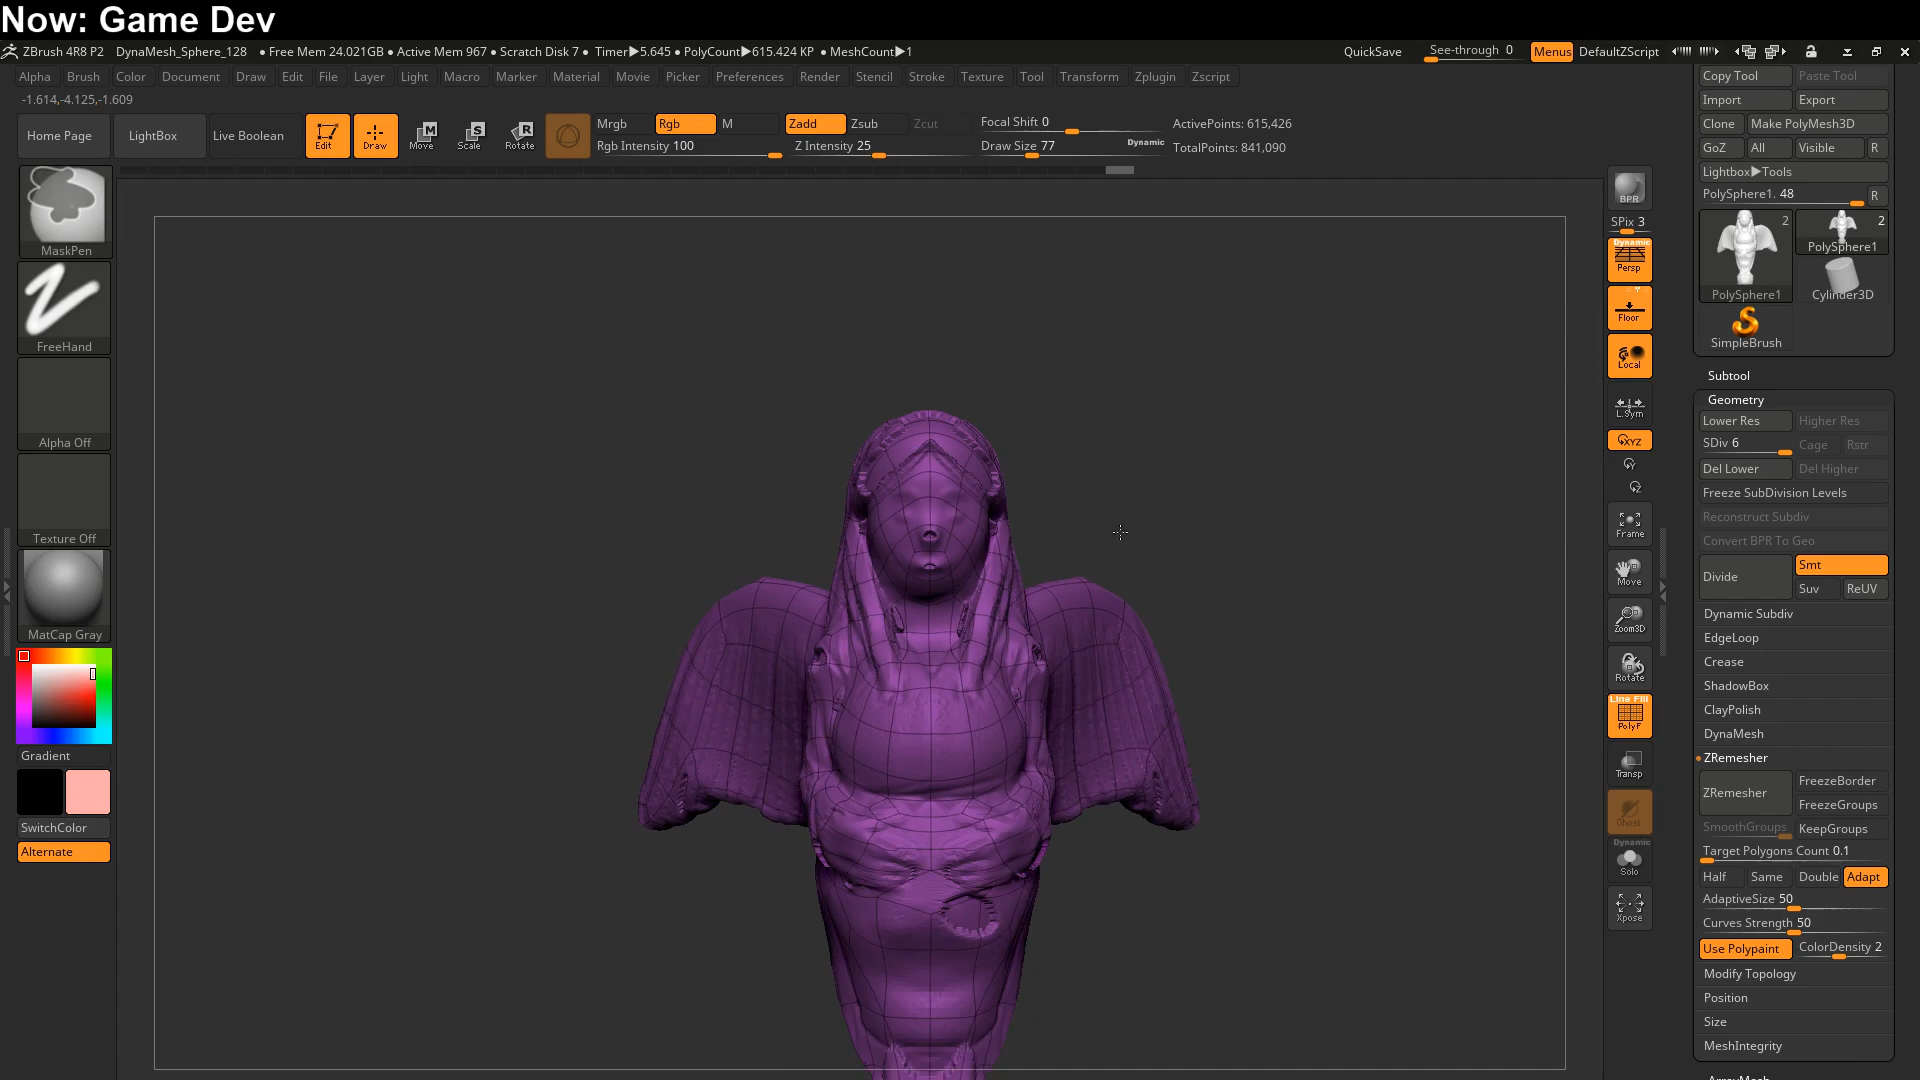 Now: Game Dev
ZBrush 4R8 P2 DynaMesh_Sphere_128 ● Free Mem 24.021GB ● Active Mem 967 ● Scratch Disk 7 ● Timer▶5.645 ● PolyCount▶615.424 KP ● MeshCount▶1 QuickSave See-through 0 Menus DefaultZScript
Alpha Brush Color Document Draw Edit File Layer Light Macro Marker Material Movie Picker Preferences Render Stencil Stroke Texture Tool Transform Zplugin Zscript
-1.614,-4.125,-1.609
Home Page LightBox Live Boolean Edit Draw Move Scale Rotate
Mrgb Rgb M Zadd Zsub Zcut Focal Shift 0 ActivePoints: 615,426
Rgb Intensity 100 Z Intensity 25 Draw Size 77 Dynamic TotalPoints: 841,090
MaskPen
FreeHand
Alpha Off
Texture Off
MatCap Gray
Gradient
SwitchColor
Alternate
BPR
SPix 3
Dynamic
Persp
Floor
Local
L.Sym
XYZ
Y
Z
Frame
Move
Zoom3D
Rotate
Line Fill
PolyF
Transp
Ghost
Dynamic
Solo
Xpose
Copy Tool Paste Tool
Import Export
Clone Make PolyMesh3D
GoZ All Visible R
Lightbox▶Tools
PolySphere1. 48 R
2 2
PolySphere1
PolySphere1 Cylinder3D
SimpleBrush
Subtool
Geometry
Lower Res Higher Res
SDiv 6 Cage Rstr
Del Lower Del Higher
Freeze SubDivision Levels
Reconstruct Subdiv
Convert BPR To Geo
Divide Smt
Suv ReUV
Dynamic Subdiv
EdgeLoop
Crease
ShadowBox
ClayPolish
DynaMesh
ZRemesher
ZRemesher FreezeBorder
FreezeGroups
SmoothGroups KeepGroups
Target Polygons Count 0.1
Half Same Double Adapt
AdaptiveSize 50
Curves Strength 50
Use Polypaint ColorDensity 2
Modify Topology
Position
Size
MeshIntegrity